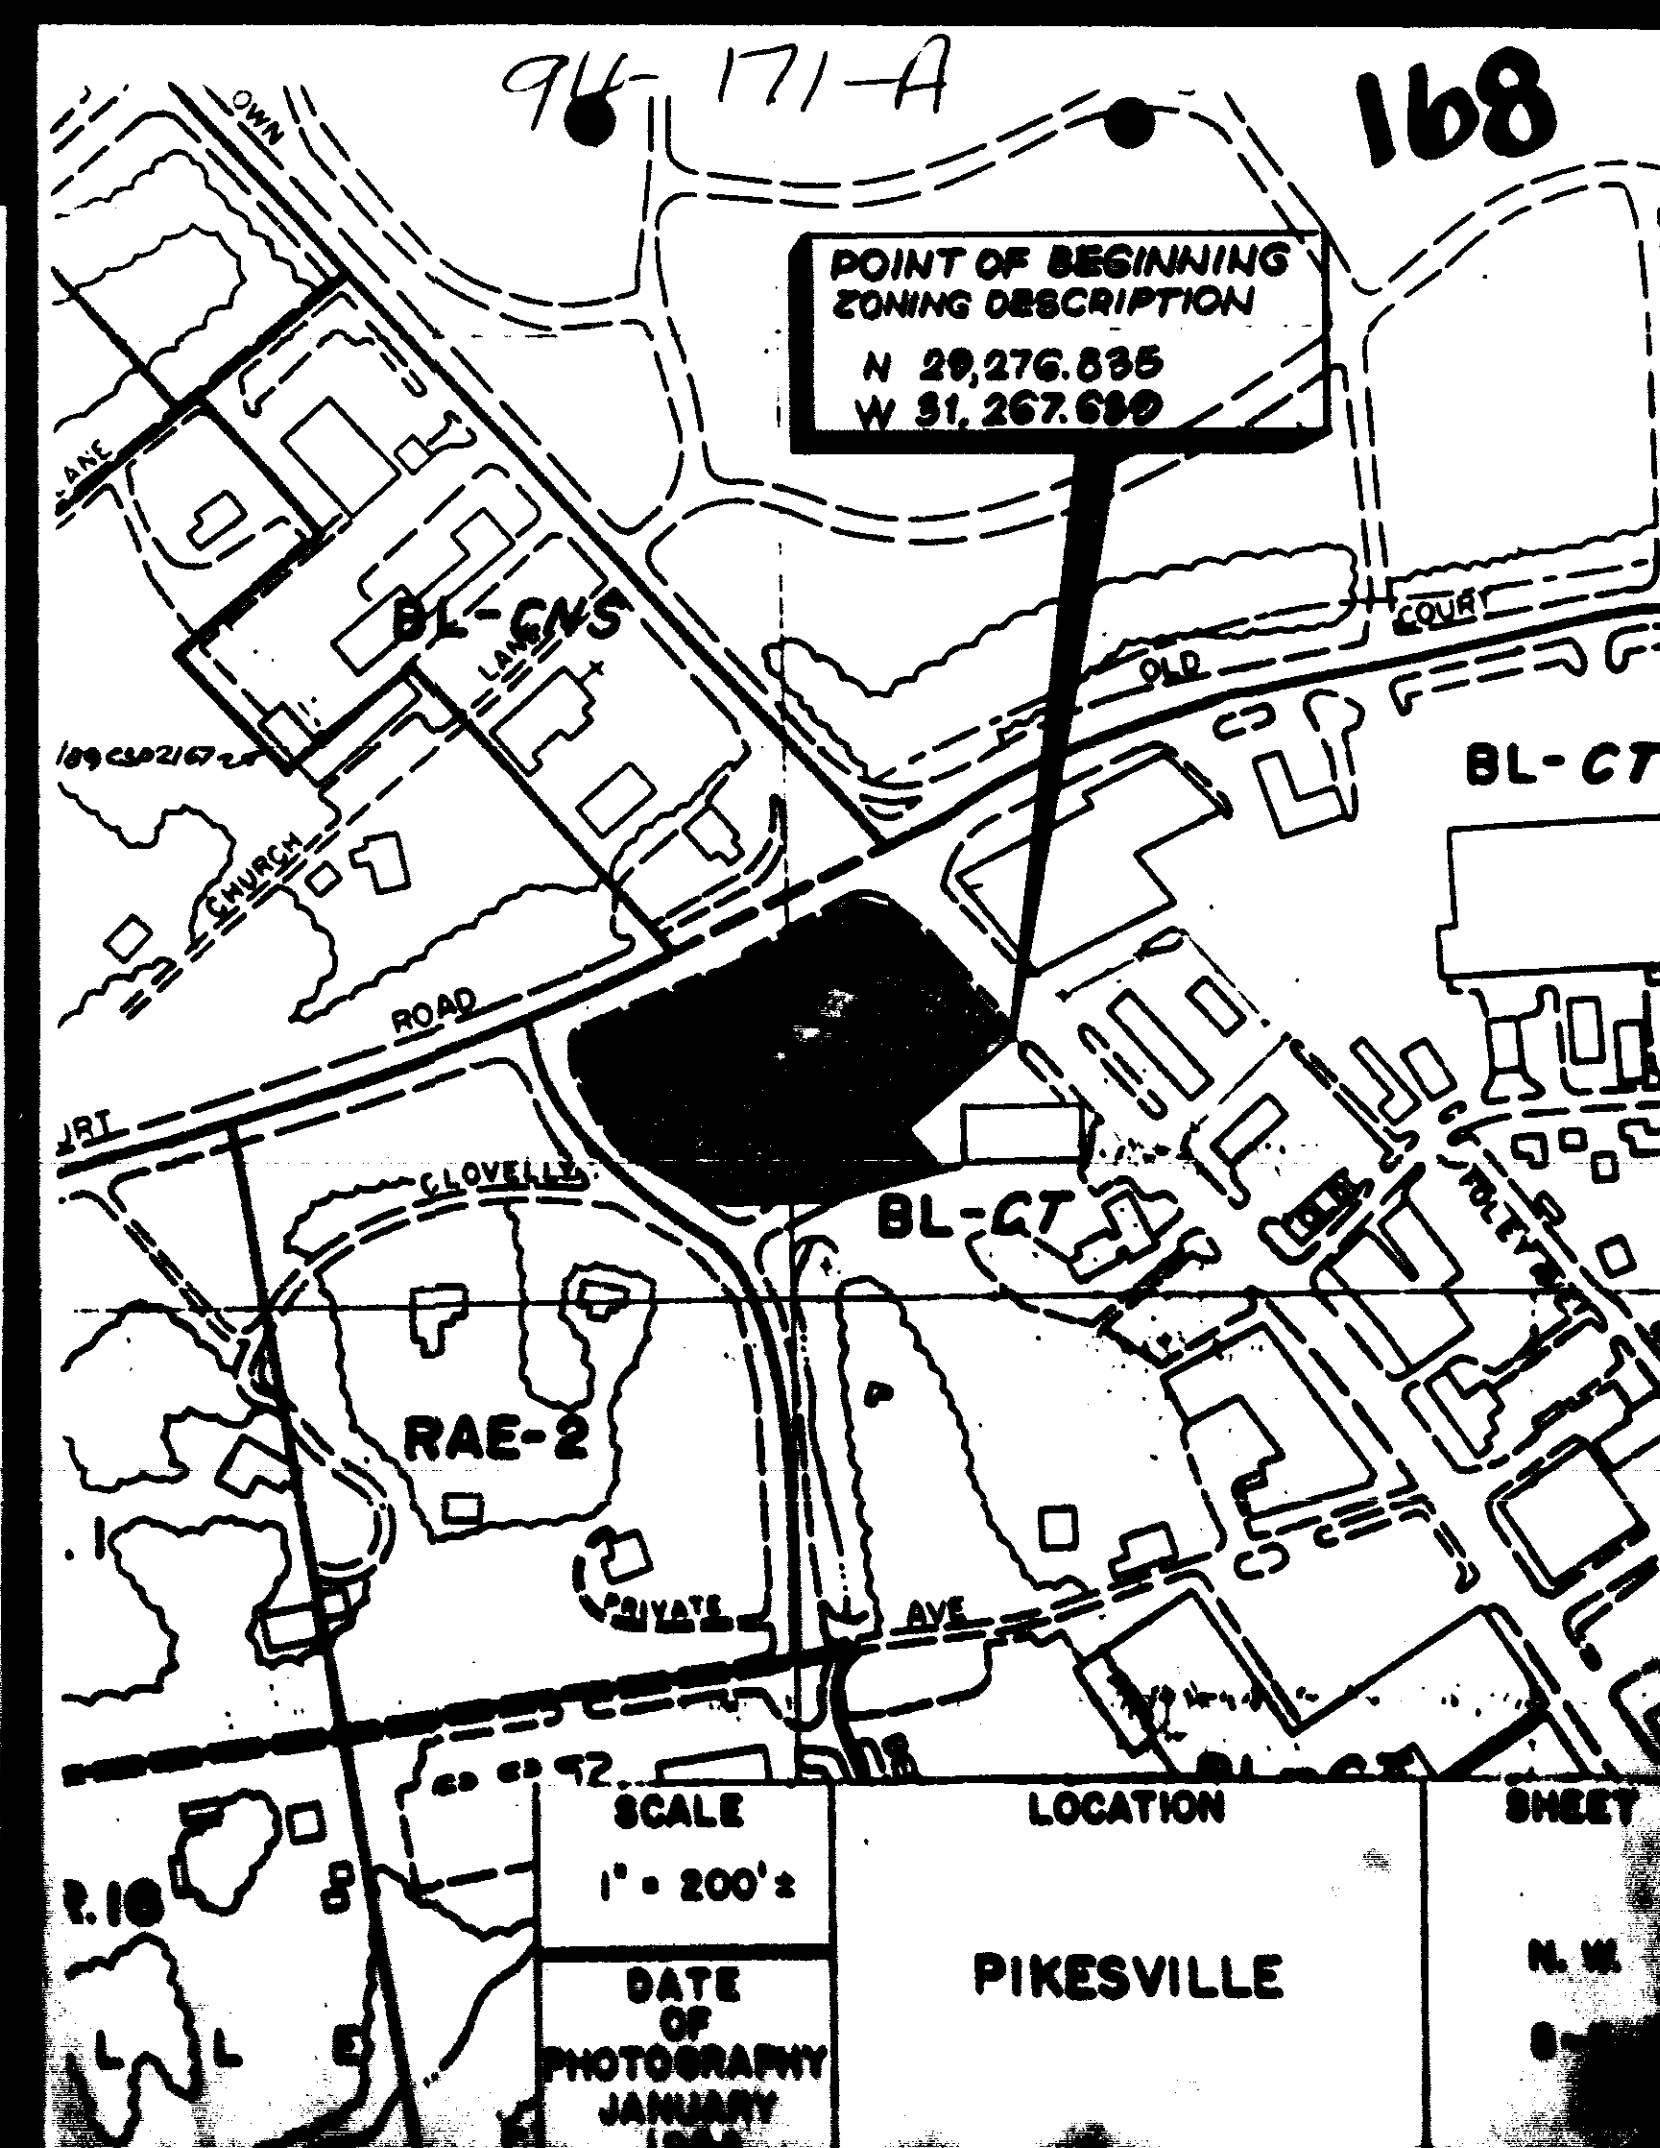 94-171-A
168
OWN
POINT OF BEGINNING
ZONING DESCRIPTION
N 29,276.835
W
LANE
BL-CNS
LANE
COURT
OLD
BL-CT
CHURCH
ROAD
CLOVELLY
BL-CT
OLD
FOLEY
RAE-2
PRIVATE
AVE
SCALE
1" = 200' ±
LOCATION
PIKESVILLE
SHEET
N. W.
DATE
OF
PHOTOGRAPHY
JANUARY
L L E